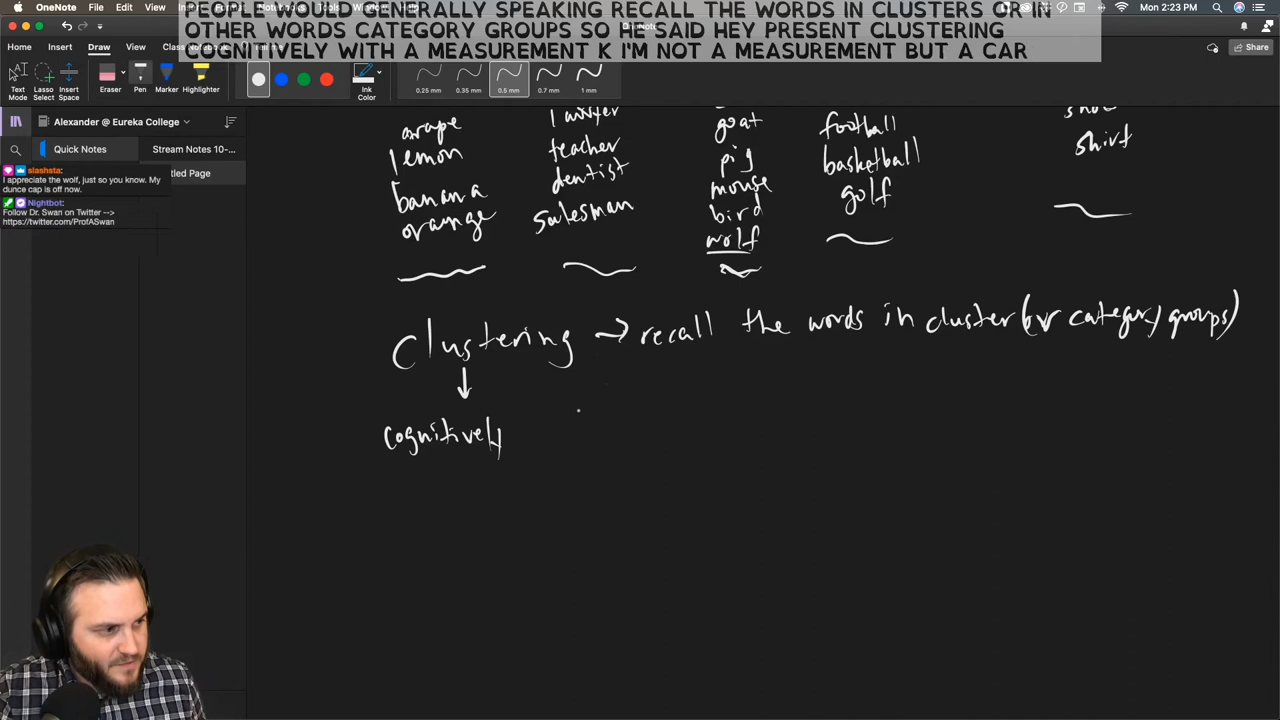 PEOPLE WOULD GENERALLY SPEAKING RECALL THE WORDS IN CLUSTERS OR IN
OTHER WORDS CATEGORY GROUPS SO HE SAID HEY PRESENT CLUSTERING
COGNITIVELY WITH A MEASUREMENT K I'M NOT A MEASUREMENT BUT A CAR
OneNote File Edit View
Mon 2:23 PM
Home Insert Draw View Class Notebook
Share
Text Mode
Lasso Select
Insert Space
Eraser
Pen
Marker
Highlighter
Ink Color
0.25 mm
0.35 mm
0.5 mm
0.7 mm
1 mm
Alexander @ Eureka College
Quick Notes
Stream Notes 10-
tled Page
slashsta:
I appreciate the wolf, just so you know. My
dunce cap is off now.
Nightbot:
Follow Dr. Swan on Twitter -->
https://twitter.com/ProfASwan
grape
lemon
banana
orange
teacher
dentist
salesman
goat
pig
mouse
bird
wolf
football
basketball
golf
shirt
Clustering → recall the words in cluster (or category groups)
↓
cognitively